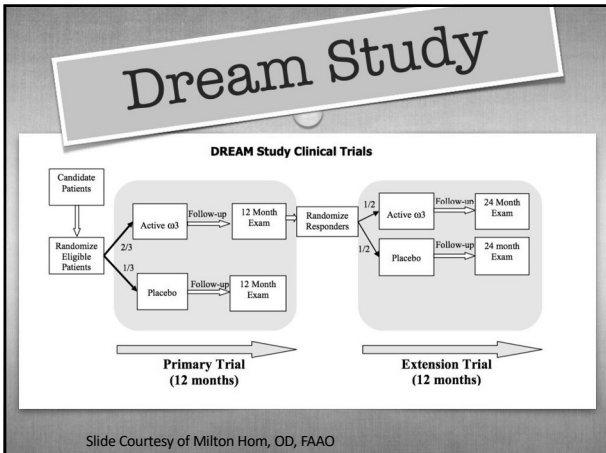 Dream Study
DREAM Study Clinical Trials
Candidate
Patients
Randomize
Eligible
Patients
2/3
1/3
Active ω3
Follow-up
12 Month
Exam
Placebo
Follow-up
12 Month
Exam
Randomize
Responders
1/2
1/2
Active ω3
Follow-up
24 Month
Exam
Placebo
Follow-up
24 month
Exam
Primary Trial
(12 months)
Extension Trial
(12 months)
Slide Courtesy of Milton Hom, OD, FAAO